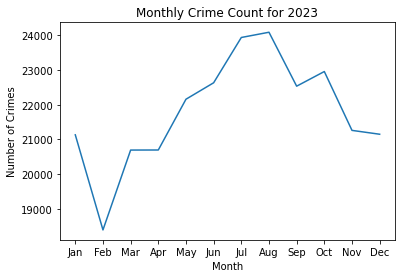 Monthly Crime Count for 2023
Number of Crimes
24000
23000
22000
21000
20000
19000
Jan Feb Mar Apr May Jun Jul Aug Sep Oct Nov Dec
Month